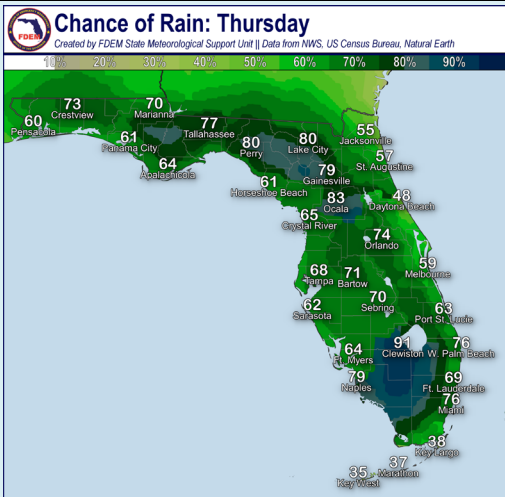 FDEM
Chance of Rain: Thursday
Created by FDEM State Meteorological Support Unit || Data from NWS, US Census Bureau, Natural Earth
10% 20% 30% 40% 50% 60% 70% 80% 90%
73
Crestview
70
Marianna
60
Pensacola
77
Tallahassee
61
Panama City
80
Perry
80
Lake City
55
Jacksonville
64
Apalachicola
79
Gainesville
57
St. Augustine
61
Horseshoe Beach
83
Ocala
48
Daytona Beach
65
Crystal River
74
Orlando
68
Tampa
71
Bartow
59
Melbourne
62
Sarasota
70
Sebring
63
Port St. Lucie
64
Ft. Myers
91
Clewiston
76
W. Palm Beach
79
Naples
69
Ft. Lauderdale
76
Miami
38
Key Largo
37
Marathon
35
Key West